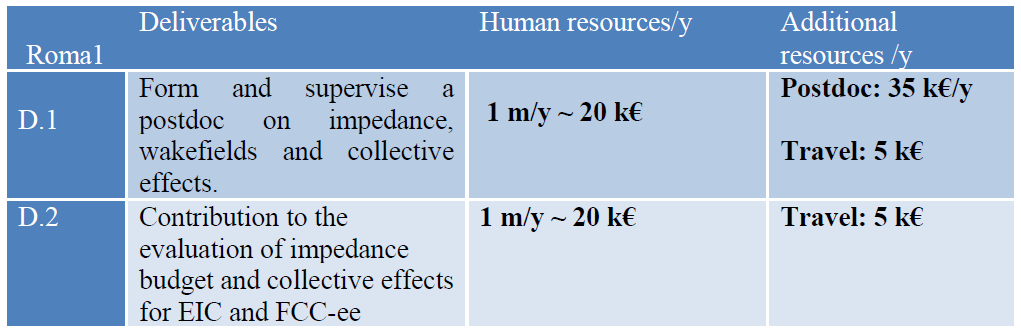 Roma1
Deliverables
Human resources/y
Additional
resources /y
D.1
Form and supervise a
postdoc on impedance,
wakefields and collective
effects.
1 m/y ~ 20 k€
Postdoc: 35 k€/y
Travel: 5 k€
D.2
Contribution to the
evaluation of impedance
budget and collective effects
for EIC and FCC-ee
1 m/y ~ 20 k€
Travel: 5 k€